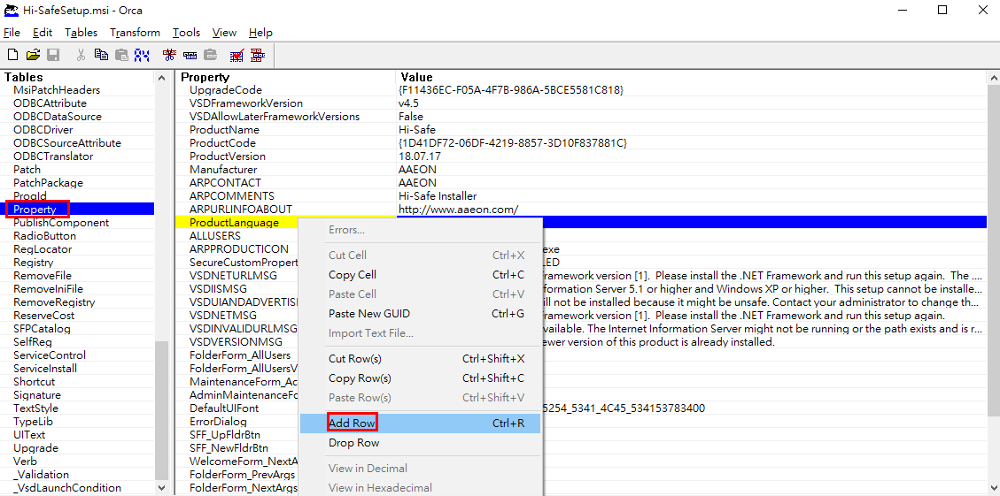 Hi-SafeSetup.msi - Orca
File Edit Tables Transform Tools View Help
Tables
MsiPatchHeaders
ODBCAttribute
ODBCDataSource
ODBCDriver
ODBCSourceAttribute
ODBCTranslator
Patch
PatchPackage
ProgId
Property
PublishComponent
RadioButton
RegLocator
Registry
RemoveFile
RemoveIniFile
RemoveRegistry
ReserveCost
SFPCatalog
SelfReg
ServiceControl
ServiceInstall
Shortcut
Signature
TextStyle
TypeLib
UIText
Upgrade
Verb
_Validation
_VsdLaunchCondition
Property Value
UpgradeCode {F11436EC-F05A-4F7B-986A-5BCE5581C818}
VSDFrameworkVersion v4.5
VSDAllowLaterFrameworkVersions False
ProductName Hi-Safe
ProductCode {1D41DF72-06DF-4219-8857-3D10F837881C}
ProductVersion 18.07.17
Manufacturer AAEON
ARPCONTACT AAEON
ARPCOMMENTS Hi-Safe Installer
ARPURLINFOABOUT http://www.aaeon.com/
ProductLanguage
ALLUSERS
ARPPRODUCTICON exe
SecureCustomPropert LED
VSDNETURLMSG Framework version [1]. Please install the .NET Framework and run this setup again. The ....
VSDIISMSG ormation Server 5.1 or higher and Windows XP or higher. This setup cannot be installe...
VSDUIANDADVERTISI ill not be installed because it might be unsafe. Contact your administrator to change th...
VSDNETMSG Framework version [1]. Please install the .NET Framework and run this setup again.
VSDINVALIDURLMSG available. The Internet Information Server might not be running or the path exists and is r...
VSDVERSIONMSG ewer version of this product is already installed.
FolderForm_AllUsers
FolderForm_AllUsersV
MaintenanceForm_Ac
AdminMaintenanceFo
DefaultUIFont 5254_5341_4C45_534153783400
ErrorDialog
SFF_UpFldrBtn
SFF_NewFldrBtn
WelcomeForm_NextA
FolderForm_PrevArgs
FolderForm_NextArgs
Errors...
Cut Cell Ctrl+X
Copy Cell Ctrl+C
Paste Cell Ctrl+V
Paste New GUID Ctrl+G
Import Text File...
Cut Row(s) Ctrl+Shift+X
Copy Row(s) Ctrl+Shift+C
Paste Row(s) Ctrl+Shift+V
Add Row Ctrl+R
Drop Row
View in Decimal
View in Hexadecimal